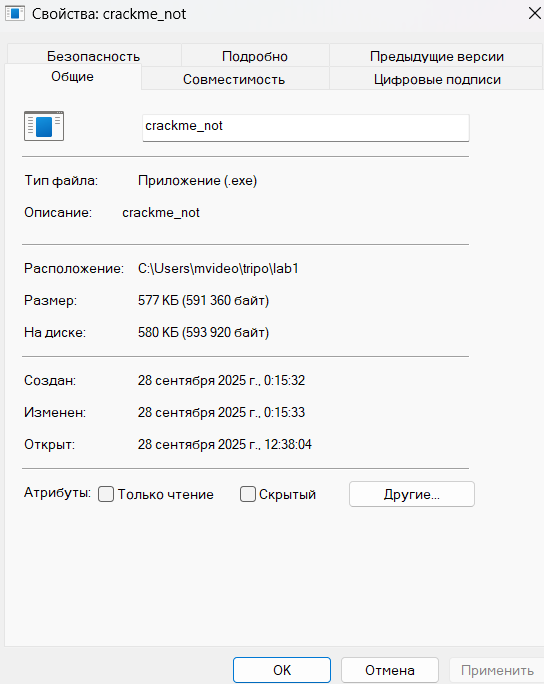 Свойства: crackme_not
Безопасность Подробно Предыдущие версии
Общие Совместимость Цифровые подписи
crackme_not
Тип файла: Приложение (.exe)
Описание: crackme_not
Расположение: C:\Users\mvideo\tripo\lab1
Размер: 577 КБ (591 360 байт)
На диске: 580 КБ (593 920 байт)
Создан: 28 сентября 2025 г., 0:15:32
Изменен: 28 сентября 2025 г., 0:15:33
Открыт: 28 сентября 2025 г., 12:38:04
Атрибуты: Только чтение Скрытый Другие...
ОК Отмена Применить